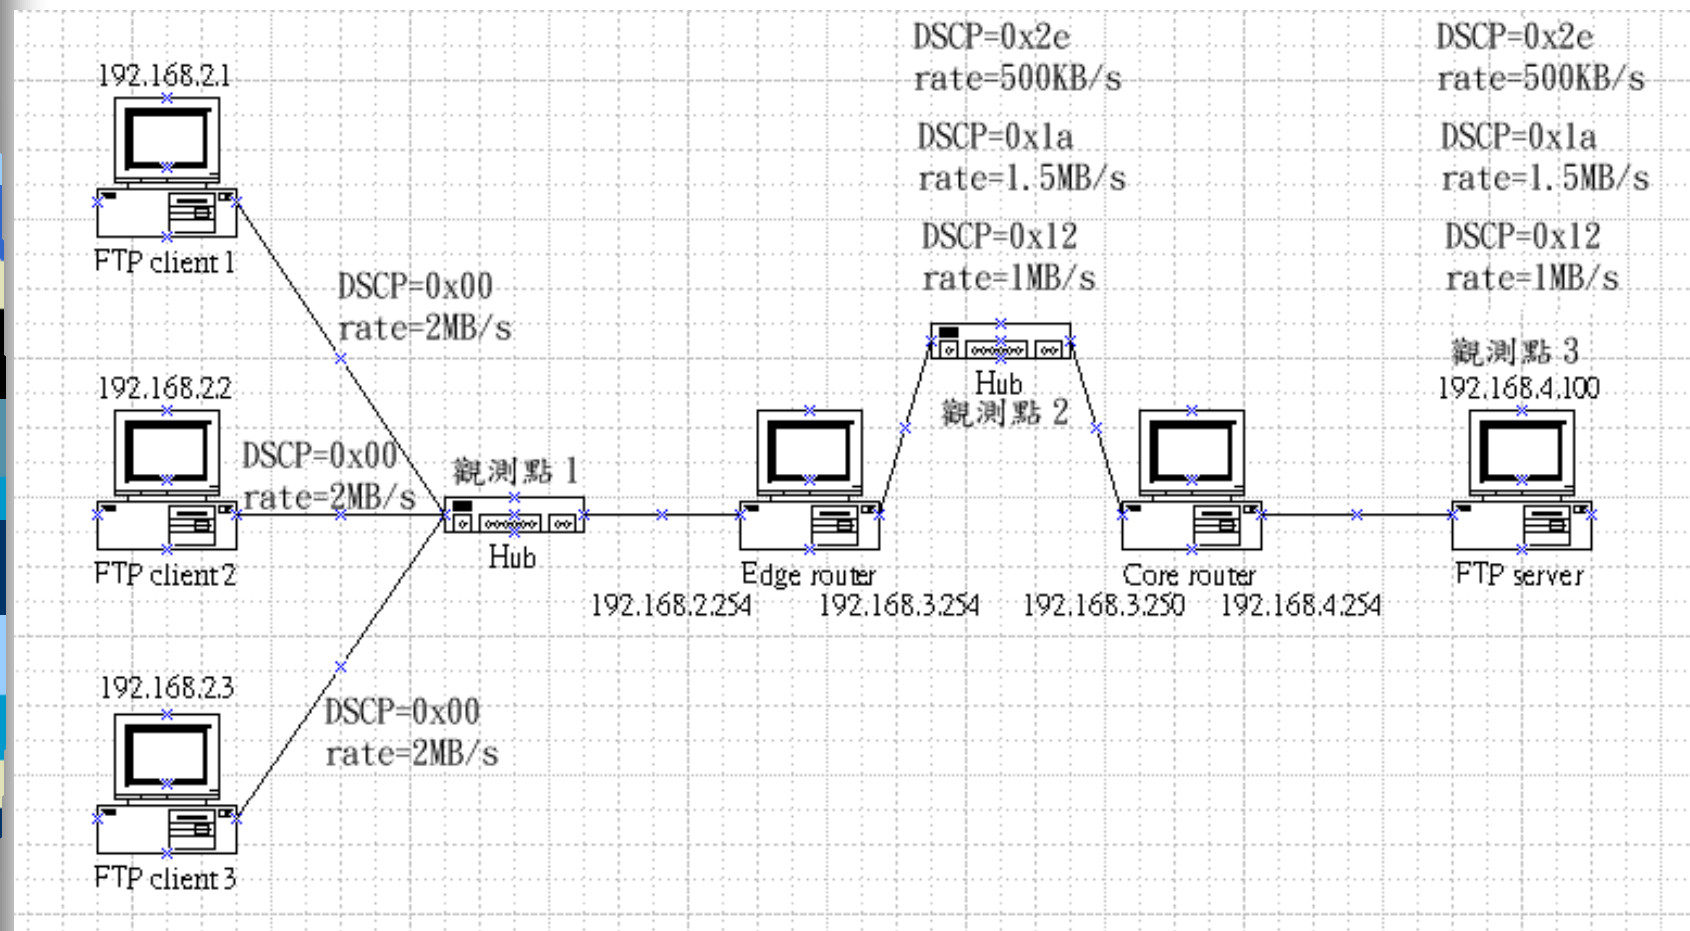 192.168.2.1
FTP client 1
DSCP=0x00
rate=2MB/s
192.168.2.2
FTP client 2
DSCP=0x00
rate=2MB/s
192.168.2.3
FTP client 3
DSCP=0x00
rate=2MB/s
觀測點 1
Hub
Edge router
192.168.2.254
192.168.3.254
DSCP=0x2e
rate=500KB/s
DSCP=0x1a
rate=1.5MB/s
DSCP=0x12
rate=1MB/s
Hub
觀測點 2
Core router
192.168.3.250
192.168.4.254
DSCP=0x2e
rate=500KB/s
DSCP=0x1a
rate=1.5MB/s
DSCP=0x12
rate=1MB/s
觀測點 3
192.168.4.100
FTP server